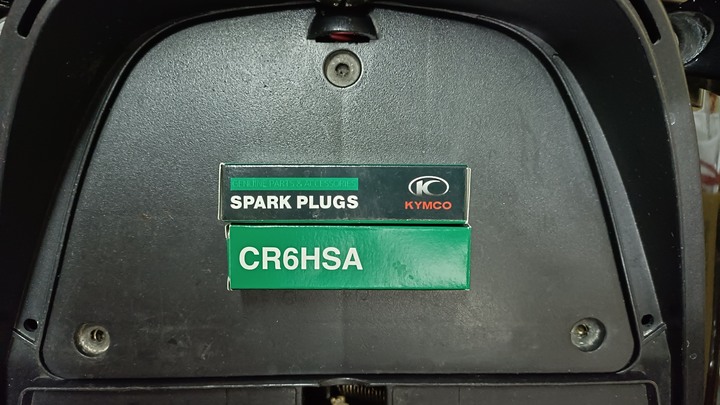 GENUINE PARTS & ACCESSORIES
SPARK PLUGS
KYMCO
CR6HSA